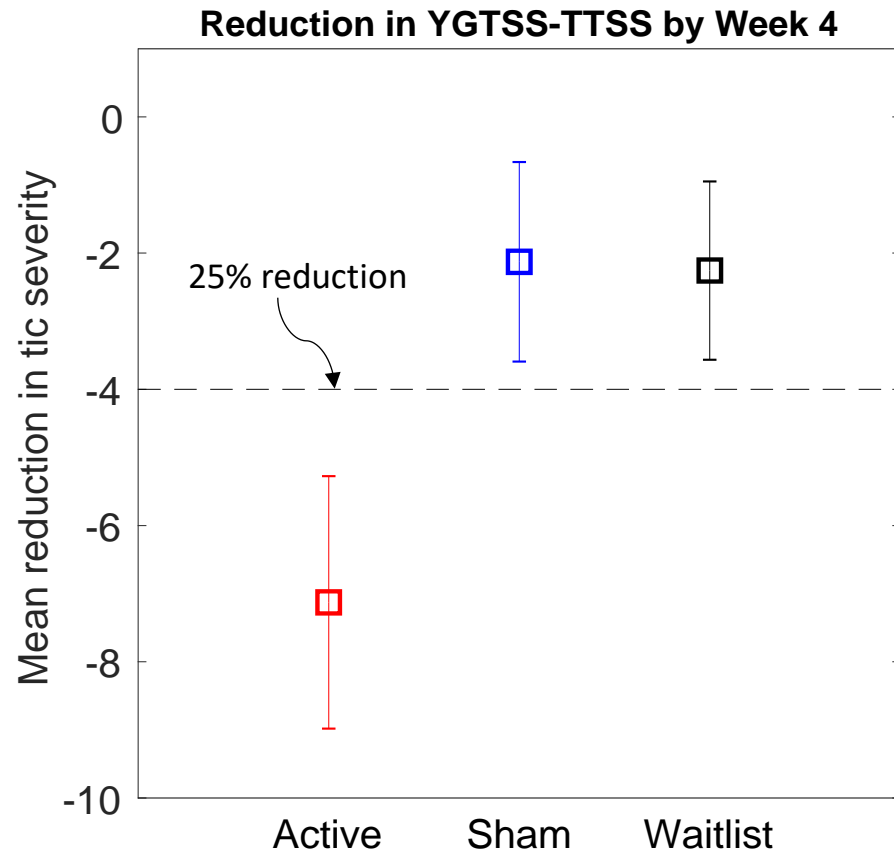 Reduction in YGTSS-TTSS by Week 4
Mean reduction in tic severity
0
-2
25% reduction
-4
-6
-8
-10
Active Sham Waitlist